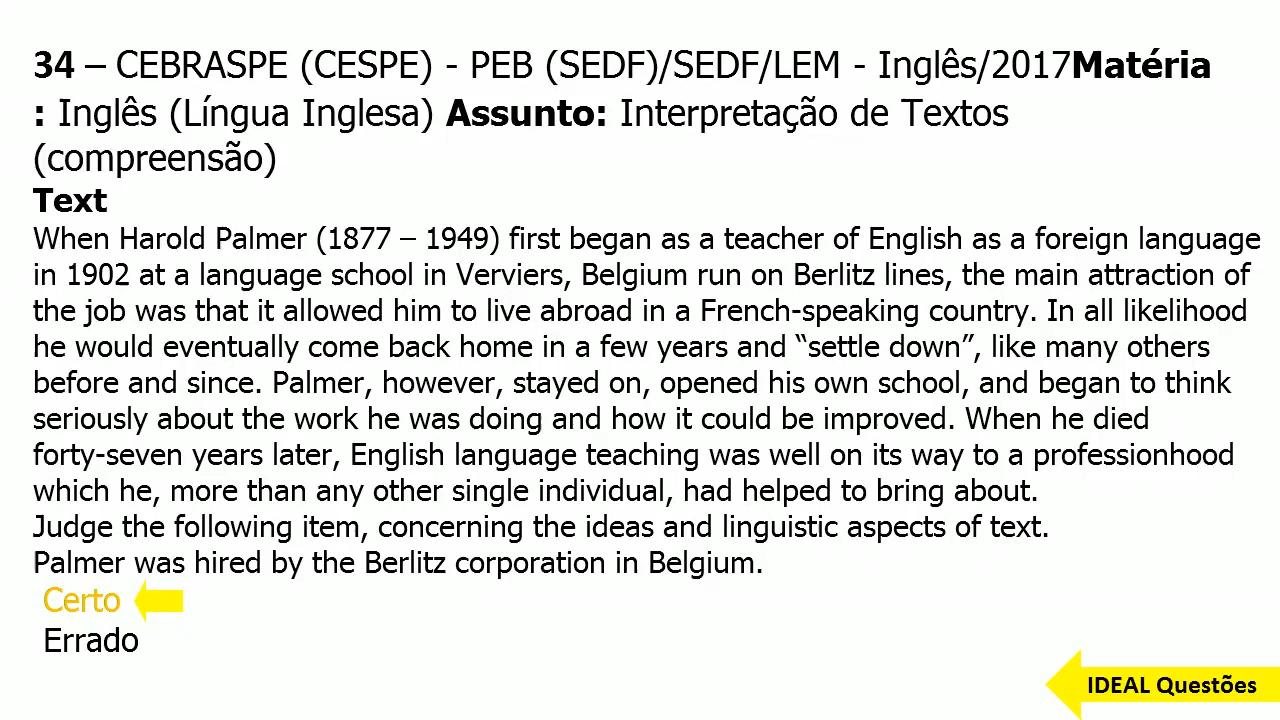 34 – CEBRASPE (CESPE) - PEB (SEDF)/SEDF/LEM - Inglês/2017Matéria
: Inglês (Língua Inglesa) Assunto: Interpretação de Textos
(compreensão)
Text
When Harold Palmer (1877 – 1949) first began as a teacher of English as a foreign language
in 1902 at a language school in Verviers, Belgium run on Berlitz lines, the main attraction of
the job was that it allowed him to live abroad in a French-speaking country. In all likelihood
he would eventually come back home in a few years and “settle down”, like many others
before and since. Palmer, however, stayed on, opened his own school, and began to think
seriously about the work he was doing and how it could be improved. When he died
forty-seven years later, English language teaching was well on its way to a professionhood
which he, more than any other single individual, had helped to bring about.
Judge the following item, concerning the ideas and linguistic aspects of text.
Palmer was hired by the Berlitz corporation in Belgium.
Certo
Errado
IDEAL Questões